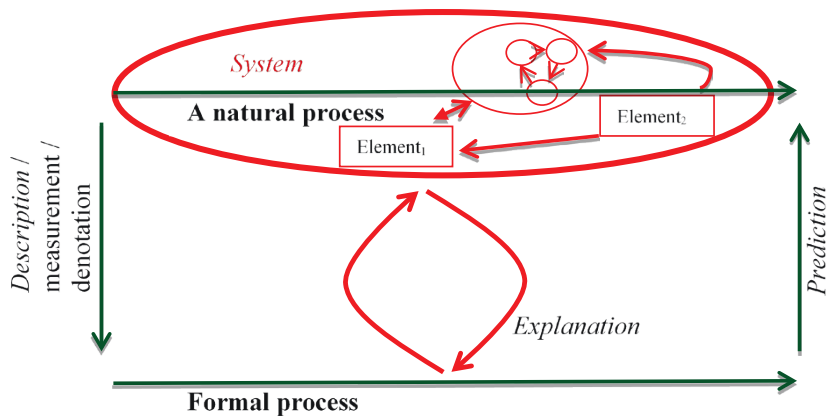 System
A natural process
Element₂
Element₁
Description /
measurement /
denotation
Prediction
Explanation
Formal process